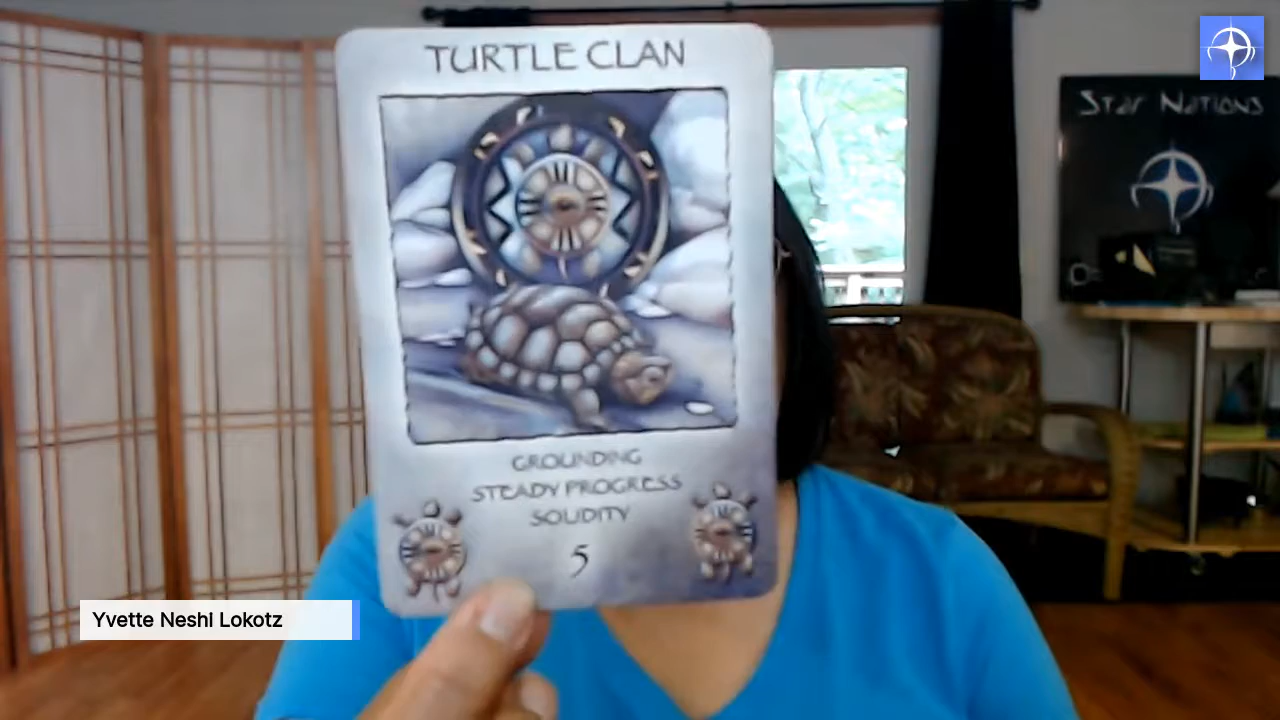 TURTLE CLAN
Star Nations
GROUNDING
STEADY PROGRESS
SOLIDITY
5
Yvette Neshi Lokotz